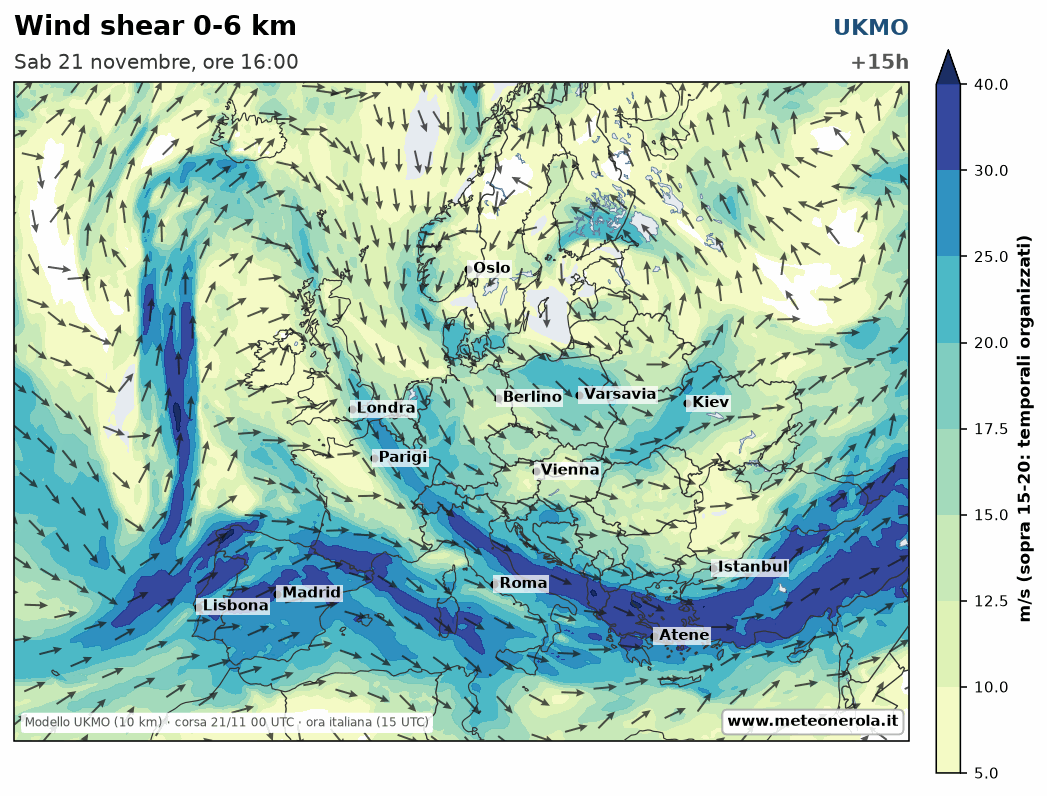 Wind shear 0-6 km
UKMO
Sab 21 novembre, ore 16:00
+15h
40.0
30.0
25.0
20.0
17.5
15.0
12.5
10.0
5.0
m/s (sopra 15-20: temporali organizzati)
Oslo
Berlino
Varsavia
Kiev
Londra
Parigi
Vienna
Istanbul
Roma
Madrid
Lisbona
Atene
Modello UKMO (10 km) · corsa 21/11 00 UTC · ora italiana (15 UTC)
www.meteonerola.it